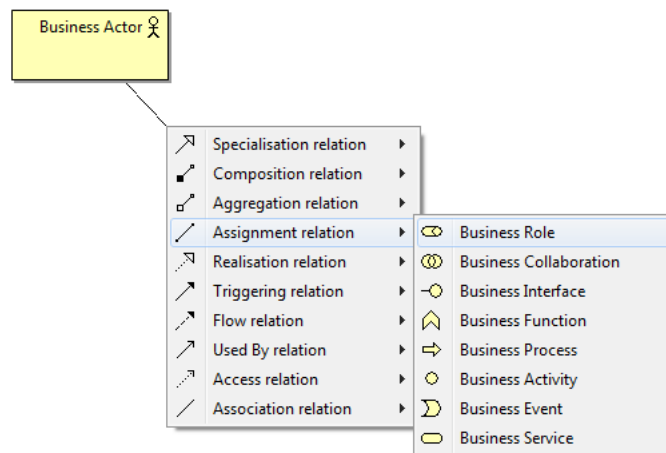 Business Actor
Specialisation relation
Composition relation
Aggregation relation
Assignment relation
Realisation relation
Triggering relation
Flow relation
Used By relation
Access relation
Association relation
Business Role
Business Collaboration
Business Interface
Business Function
Business Process
Business Activity
Business Event
Business Service